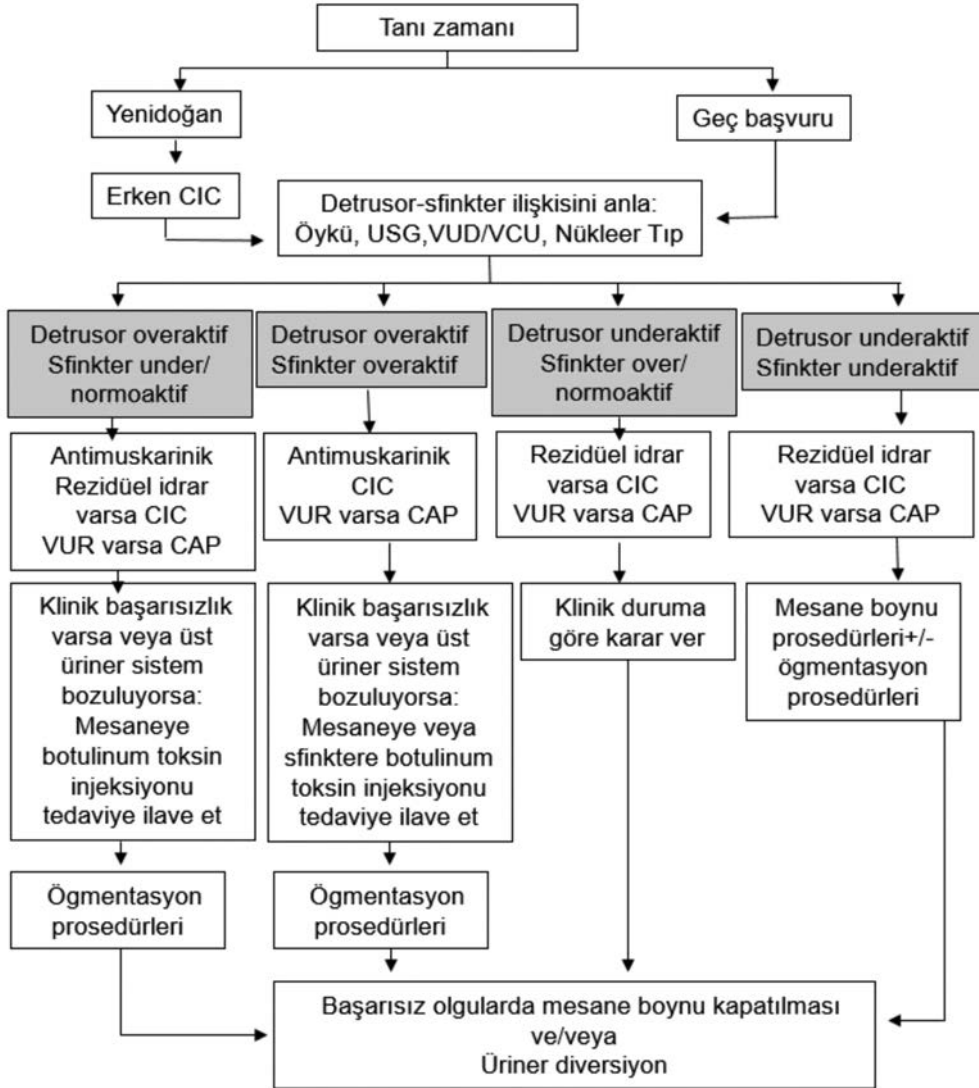 Tanı zamanı
Yenidoğan
Geç başvuru
Erken CIC
Detrusor-sfinkter ilişkisini anla:
Öykü, USG,VUD/VCU, Nükleer Tıp
Detrusor overaktif
Sfinkter under/
normoaktif
Detrusor overaktif
Sfinkter overaktif
Detrusor underaktif
Sfinkter over/
normoaktif
Detrusor underaktif
Sfinkter underaktif
Antimuskarinik
Rezidüel idrar
varsa CIC
VUR varsa CAP
Antimuskarinik
CIC
VUR varsa CAP
Rezidüel idrar
varsa CIC
VUR varsa CAP
Rezidüel idrar
varsa CIC
VUR varsa CAP
Klinik başarısızlık
varsa veya üst
üriner sistem
bozuluyorsa:
Mesaneye
botulinum toksin
injeksiyonu
tedaviye ilave et
Klinik başarısızlık
varsa veya üst
üriner sistem
bozuluyorsa:
Mesaneye veya
sfinktere botulinum
toksin injeksiyonu
tedaviye ilave et
Klinik duruma
göre karar ver
Mesane boynu
prosedürleri+/-
ögmentasyon
prosedürleri
Ögmentasyon
prosedürleri
Ögmentasyon
prosedürleri
Başarısız olgularda mesane boynu kapatılması
ve/veya
Üriner diversiyon